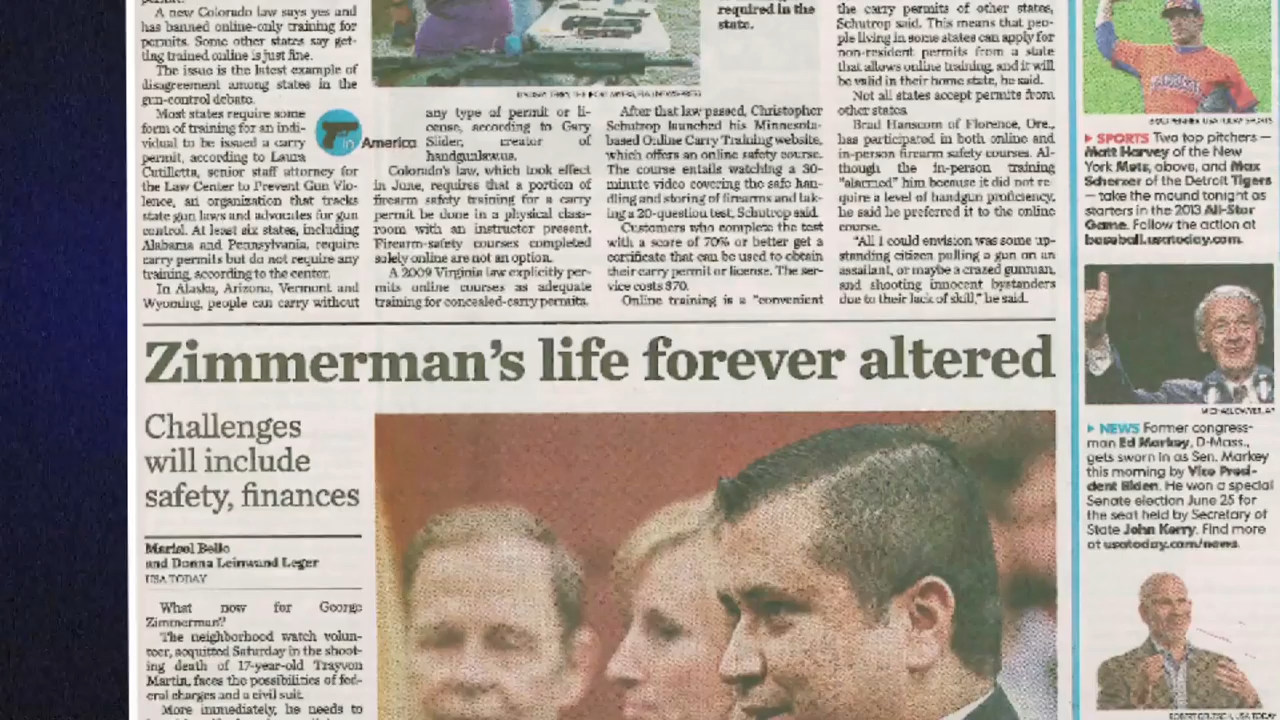 A new Colorado law says yes and
has banned online-only training for
permits. Some other states say get-
ting trained online is just fine.
The issue is the latest example of
disagreement among states in the
gun-control debate.
Most states require some
form of training for an indi-
vidual to be issued a carry
permit, according to Laura
Cutilletta, senior staff attorney for
the Law Center to Prevent Gun Vio-
lence, an organization that tracks
state gun laws and advocates for gun
control. At least six states, including
Alabama and Pennsylvania, require
carry permits but do not require any
training, according to the center.
In Alaska, Arizona, Vermont and
Wyoming, people can carry without
in America
any type of permit or li-
cense, according to Gary
Slider, creator of
handgunlaw.us.
Colorado's law, which took effect
in June, requires that a portion of
firearm safety training for a carry
permit be done in a physical class-
room with an instructor present.
Firearm-safety courses completed
solely online are not an option.
A 2009 Virginia law explicitly per-
mits online courses as adequate
training for concealed-carry permits.
required in the
state.
After that law passed, Christopher
Schutrop launched his Minnesota-
based Online Carry Training website,
which offers an online safety course.
The course entails watching a 30-
minute video covering the safe han-
dling and storing of firearms and tak-
ing a 20-question test, Schutrop said.
Customers who complete the test
with a score of 70% or better get a
certificate that can be used to obtain
their carry permit or license. The ser-
vice costs $70.
Online training is a "convenient
the carry permits of other states,
Schutrop said. This means that peo-
ple living in some states can apply for
non-resident permits from a state
that allows online training, and it will
be valid in their home state, he said.
Not all states accept permits from
other states.
Brad Hanscom of Florence, Ore.,
has participated in both online and
in-person firearm safety courses. Al-
though the in-person training
"alarmed" him because it did not re-
quire a level of handgun proficiency,
he said he preferred it to the online
course.
"All I could envision was some up-
standing citizen pulling a gun on an
assailant, or maybe a crazed gunman,
and shooting innocent bystanders
due to their lack of skill," he said.
Zimmerman's life forever altered
Challenges
will include
safety, finances
Marisol Bello
and Donna Leinwand Leger
USA TODAY
What now for George
Zimmerman?
The neighborhood watch volun-
teer, acquitted Saturday in the shoot-
ing death of 17-year-old Trayvon
Martin, faces the possibilities of fed-
eral charges and a civil suit.
More immediately, he needs to
SPORTS Two top pitchers —
Matt Harvey of the New
York Mets, above, and Max
Scherzer of the Detroit Tigers
— take the mound tonight as
starters in the 2013 All-Star
Game. Follow the action at
baseball.usatoday.com.
NEWS Former congress-
man Ed Markey, D-Mass.,
gets sworn in as Sen. Markey
this morning by Vice Presi-
dent Biden. He won a special
Senate election June 25 for
the seat held by Secretary of
State John Kerry. Find more
at usatoday.com/news.